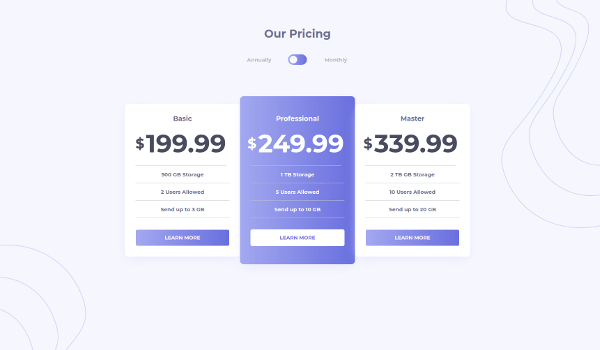 Our Pricing
Annually Monthly
Basic
$199.99
500 GB Storage
2 Users Allowed
Send up to 3 GB
LEARN MORE
Professional
$249.99
1 TB Storage
5 Users Allowed
Send up to 10 GB
LEARN MORE
Master
$339.99
2 TB GB Storage
10 Users Allowed
Send up to 20 GB
LEARN MORE